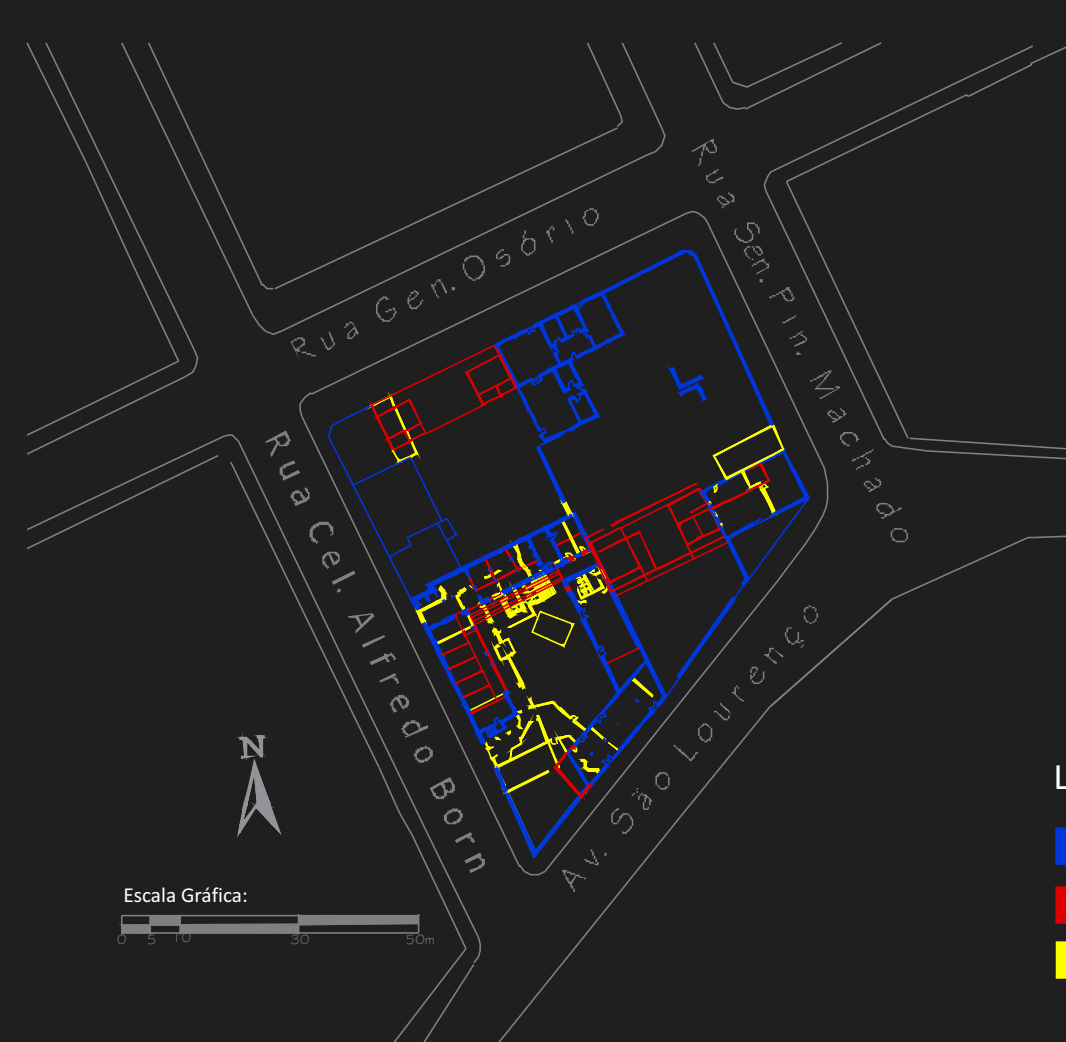 Rua Gen. Osório
Rua Sen. Pin. Machado
Rua Cel. Alfredo Born
Av. São Lourenço
N
L
Escala Gráfica:
0 5 10 30 50m